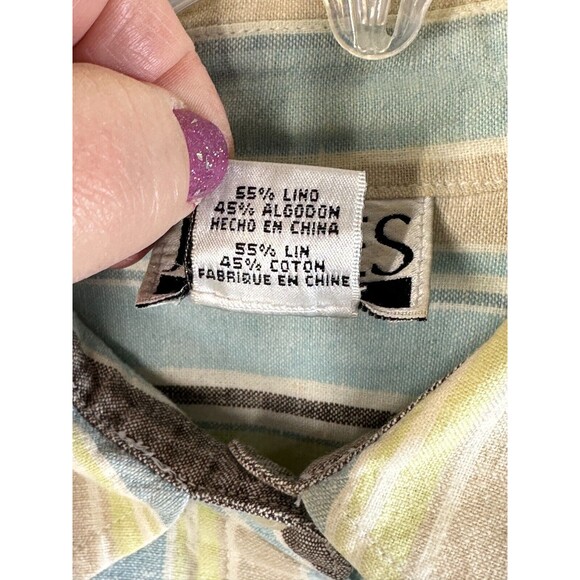 55% LINO
45% ALGODON
HECHO EN CHINA
55% LIN
45% COTON
FABRIQUE EN CHINE